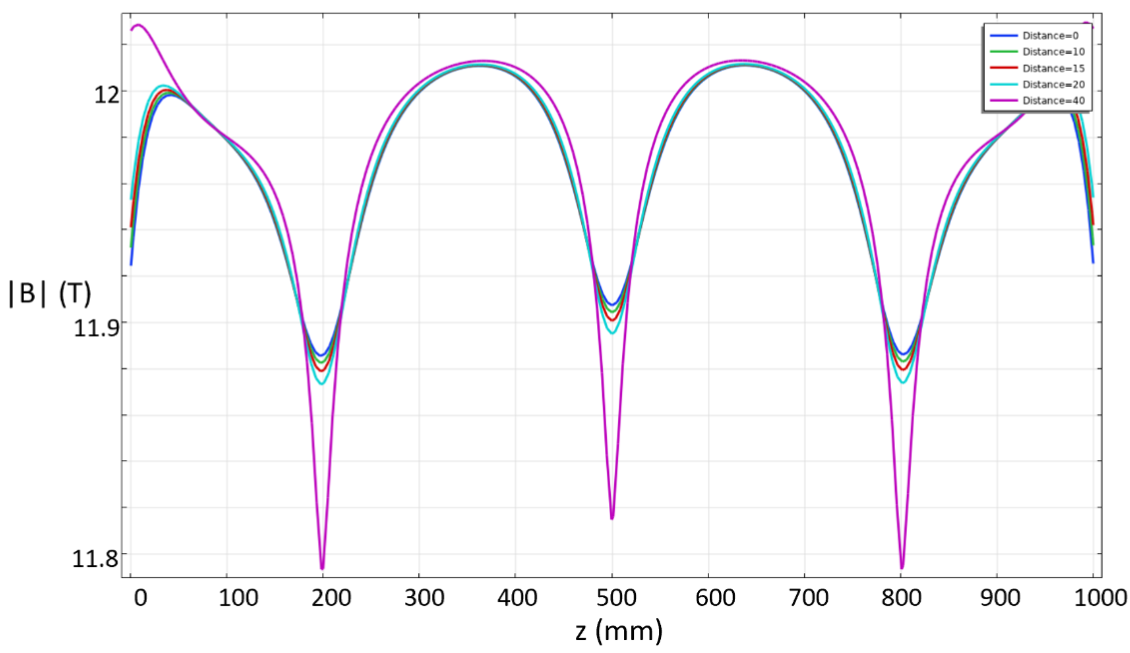 Distance=0
Distance=10
Distance=15
Distance=20
Distance=40
12
|B| (T)
11.9
11.8
0 100 200 300 400 500 600 700 800 900 1000
z (mm)